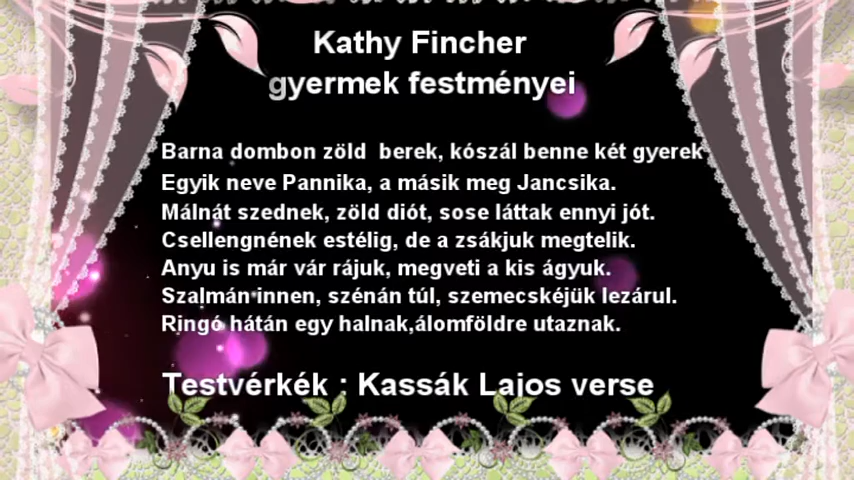 Kathy Fincher
gyermek festményei
Barna dombon zöld  berek, kószál benne két gyerek
Egyik neve Pannika, a másik meg Jancsika.
Málnát szednek, zöld diót, sose láttak ennyi jót.
Csellengnének estélig, de a zsákjuk megtelik.
Anyu is már vár rájuk, megveti a kis ágyuk.
Szalmán innen, szénán túl, szemecskéjük lezárul.
Ringó hátán egy halnak,álomföldre utaznak.
Testvérkék : Kassák Lajos verse